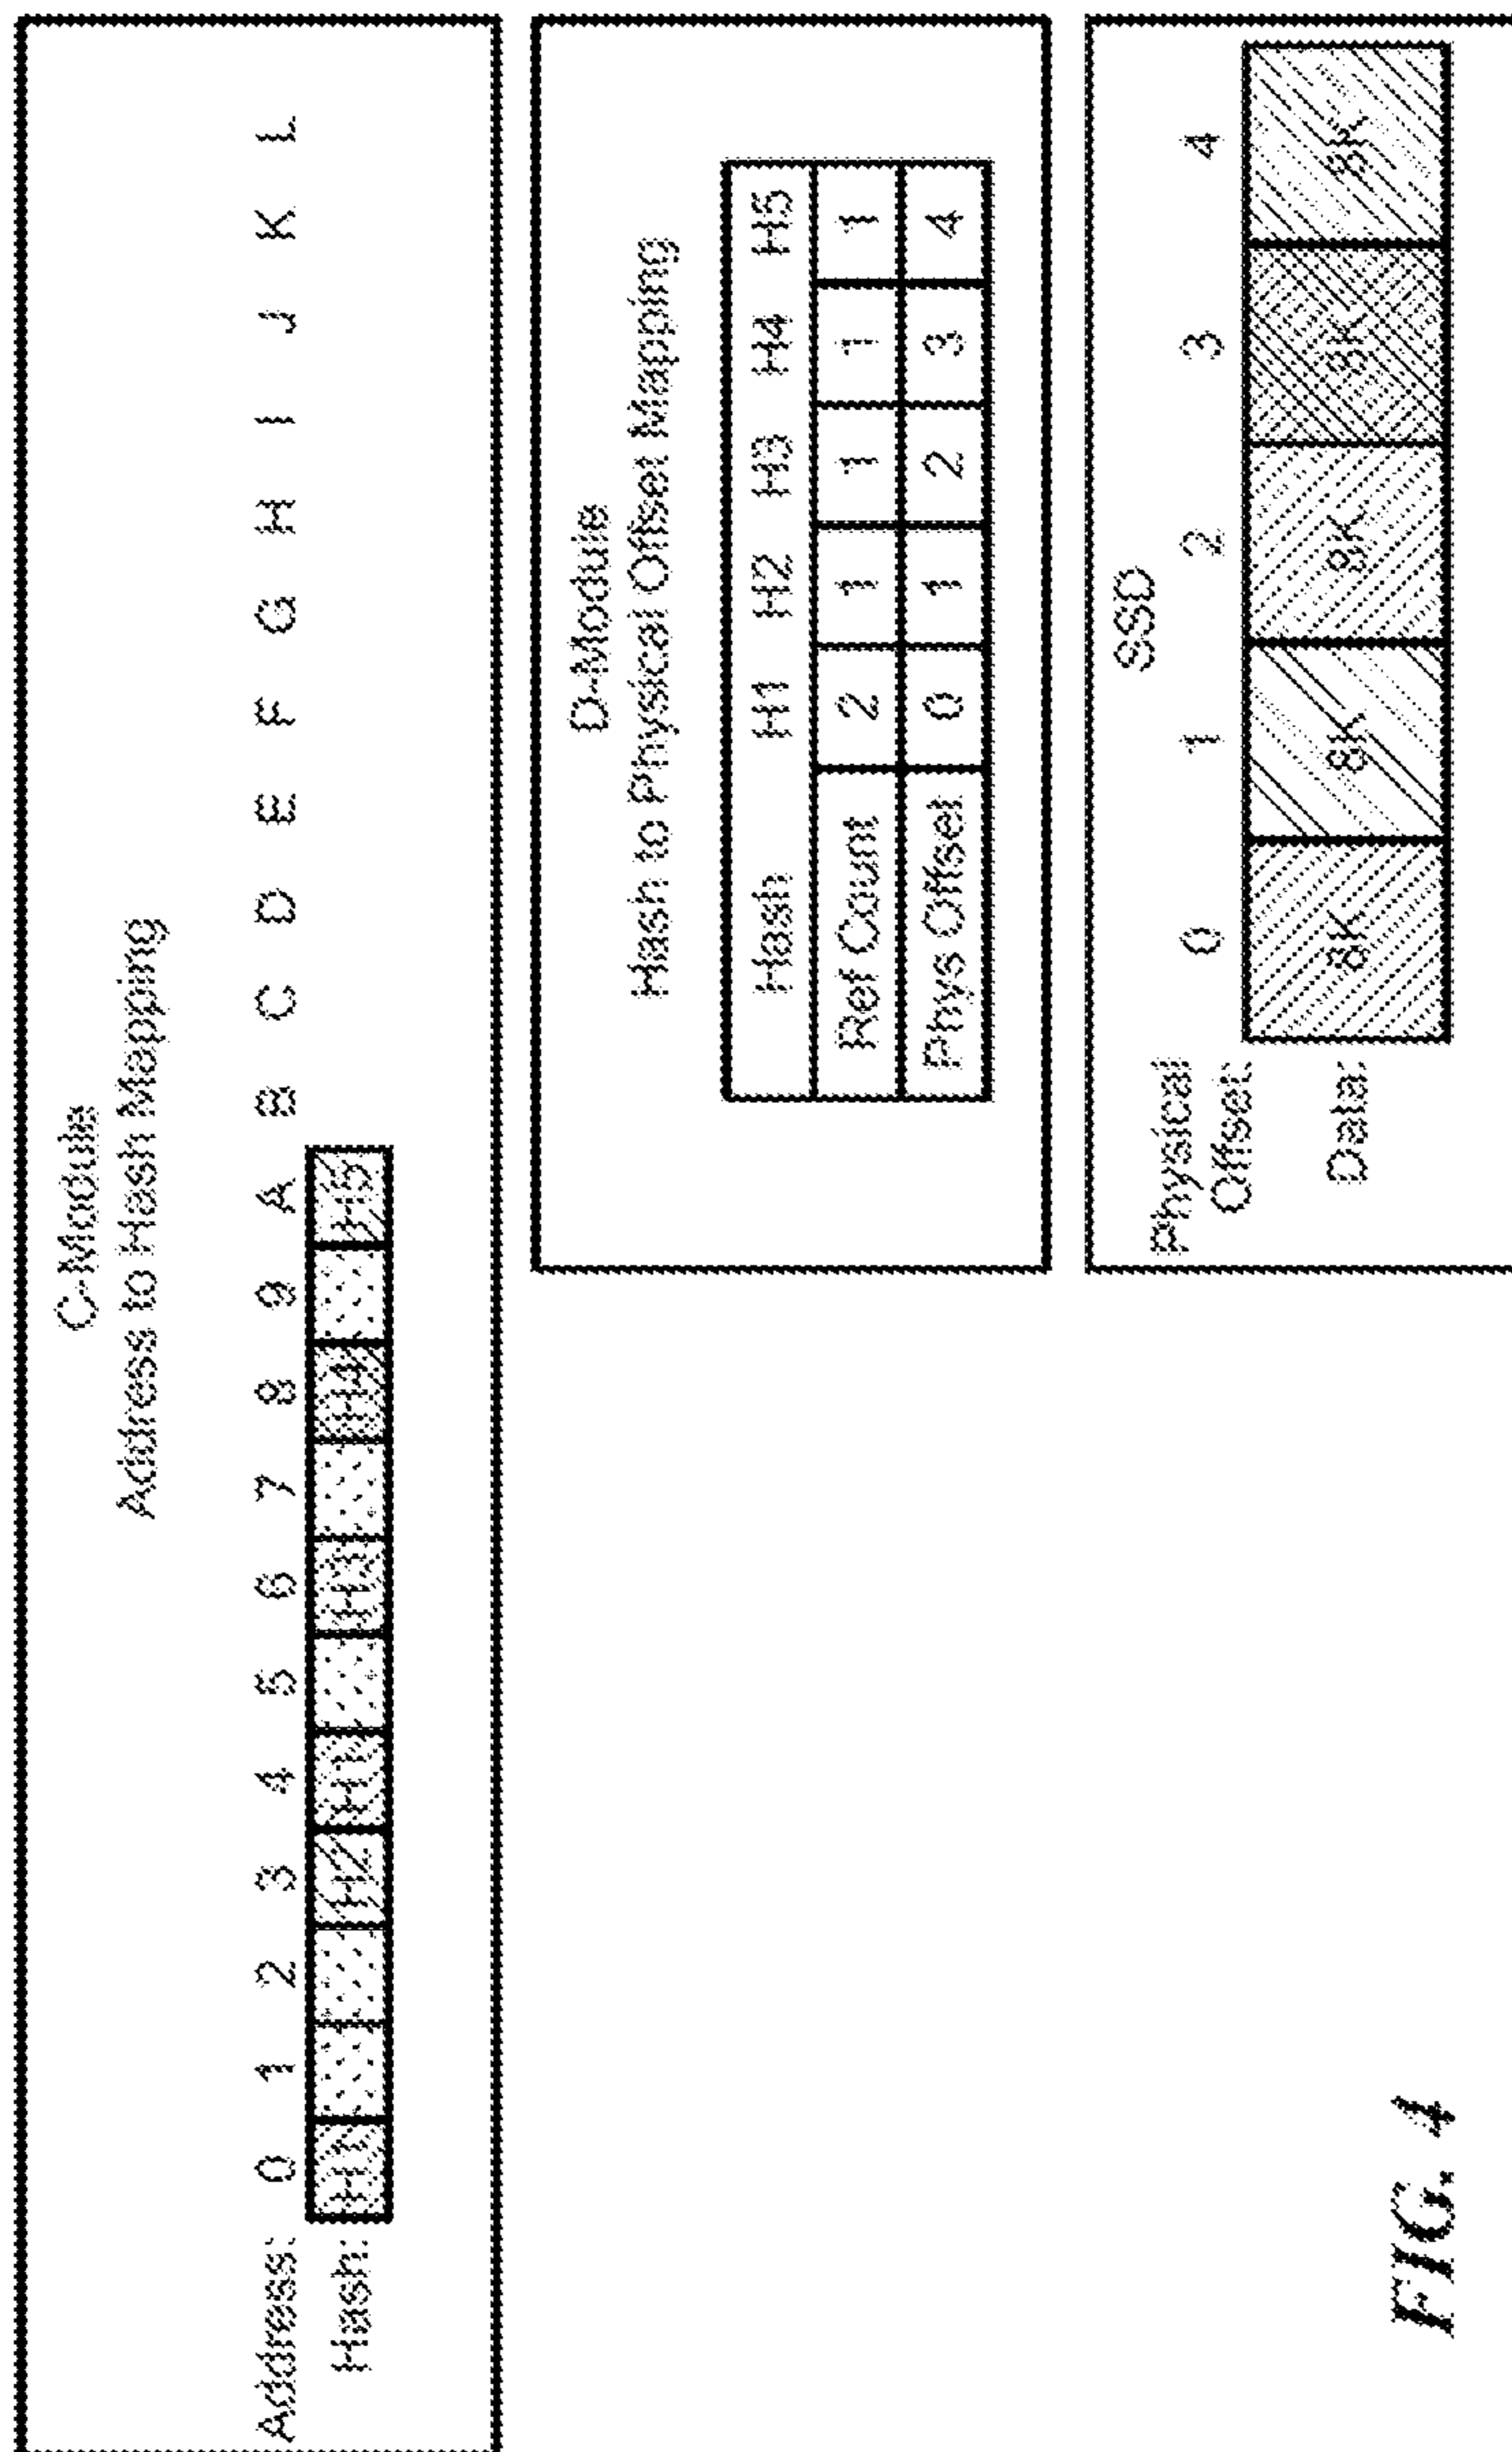 C-Module
Address to Hash Mapping
Address: 0 1 2 3 4 5 6 7 8 9 A B C D E F G H I J K L
Hash: H1 H2 H1 H3 H4 H5
D-Module
Hash to Physical Offset Mapping
Hash H1 H2 H3 H4 H5
Ref Count 2 1 1 1 1
Phys Offset 0 1 2 3 4
SSD
Physical
Offset: 0 1 2 3 4
Data: 8K 8K 8K 8K 8K
FIG. 4